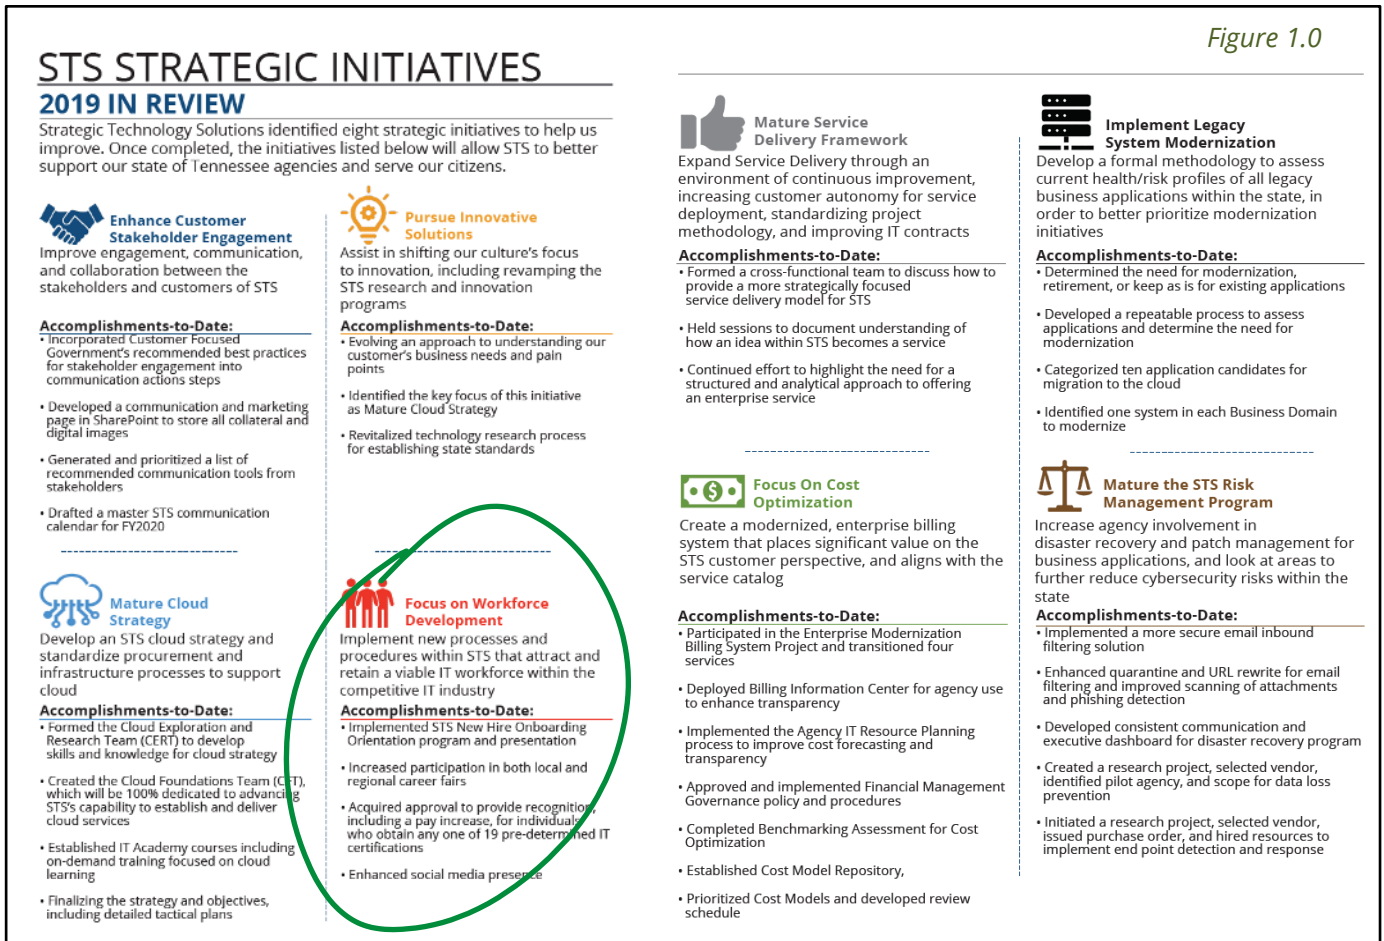 Figure 1.0
STS STRATEGIC INITIATIVES
2019 IN REVIEW
Strategic Technology Solutions identified eight strategic initiatives to help us
improve. Once completed, the initiatives listed below will allow STS to better
support our state of Tennessee agencies and serve our citizens.
Enhance Customer
Stakeholder Engagement
Improve engagement, communication,
and collaboration between the
stakeholders and customers of STS
Accomplishments-to-Date:
• Incorporated Customer Focused
Government's recommended best practices
for stakeholder engagement into
communication actions steps
• Developed a communication and marketing
page in SharePoint to store all collateral and
digital images
• Generated and prioritized a list of
recommended communication tools from
stakeholders
• Drafted a master STS communication
calendar for FY2020
Pursue Innovative
Solutions
Assist in shifting our culture's focus
to innovation, including revamping the
STS research and innovation
programs
Accomplishments-to-Date:
• Evolving an approach to understanding our
customer's business needs and pain
points
• Identified the key focus of this initiative
as Mature Cloud Strategy
• Revitalized technology research process
for establishing state standards
Mature Cloud
Strategy
Develop an STS cloud strategy and
standardize procurement and
infrastructure processes to support
cloud
Accomplishments-to-Date:
• Formed the Cloud Exploration and
Research Team (CERT) to develop
skills and knowledge for cloud strategy
• Created the Cloud Foundations Team (CFT),
which will be 100% dedicated to advancing
STS's capability to establish and deliver
cloud services
• Established IT Academy courses including
on-demand training focused on cloud
learning
• Finalizing the strategy and objectives,
including detailed tactical plans
Focus on Workforce
Development
Implement new processes and
procedures within STS that attract and
retain a viable IT workforce within the
competitive IT industry
Accomplishments-to-Date:
• Implemented STS New Hire Onboarding
Orientation program and presentation
• Increased participation in both local and
regional career fairs
• Acquired approval to provide recognition,
including a pay increase, for individuals
who obtain any one of 19 pre-determined IT
certifications
• Enhanced social media presence
Mature Service
Delivery Framework
Expand Service Delivery through an
environment of continuous improvement,
increasing customer autonomy for service
deployment, standardizing project
methodology, and improving IT contracts
Accomplishments-to-Date:
• Formed a cross-functional team to discuss how to
provide a more strategically focused
service delivery model for STS
• Held sessions to document understanding of
how an idea within STS becomes a service
• Continued effort to highlight the need for a
structured and analytical approach to offering
an enterprise service
Implement Legacy
System Modernization
Develop a formal methodology to assess
current health/risk profiles of all legacy
business applications within the state, in
order to better prioritize modernization
initiatives
Accomplishments-to-Date:
• Determined the need for modernization,
retirement, or keep as is for existing applications
• Developed a repeatable process to assess
applications and determine the need for
modernization
• Categorized ten application candidates for
migration to the cloud
• Identified one system in each Business Domain
to modernize
Focus On Cost
Optimization
Create a modernized, enterprise billing
system that places significant value on the
STS customer perspective, and aligns with the
service catalog
Accomplishments-to-Date:
• Participated in the Enterprise Modernization
Billing System Project and transitioned four
services
• Deployed Billing Information Center for agency use
to enhance transparency
• Implemented the Agency IT Resource Planning
process to improve cost forecasting and
transparency
• Approved and implemented Financial Management
Governance policy and procedures
• Completed Benchmarking Assessment for Cost
Optimization
• Established Cost Model Repository,
• Prioritized Cost Models and developed review
schedule
Mature the STS Risk
Management Program
Increase agency involvement in
disaster recovery and patch management for
business applications, and look at areas to
further reduce cybersecurity risks within the
state
Accomplishments-to-Date:
• Implemented a more secure email inbound
filtering solution
• Enhanced quarantine and URL rewrite for email
filtering and improved scanning of attachments
and phishing detection
• Developed consistent communication and
executive dashboard for disaster recovery program
• Created a research project, selected vendor,
identified pilot agency, and scope for data loss
prevention
• Initiated a research project, selected vendor,
issued purchase order, and hired resources to
implement end point detection and response